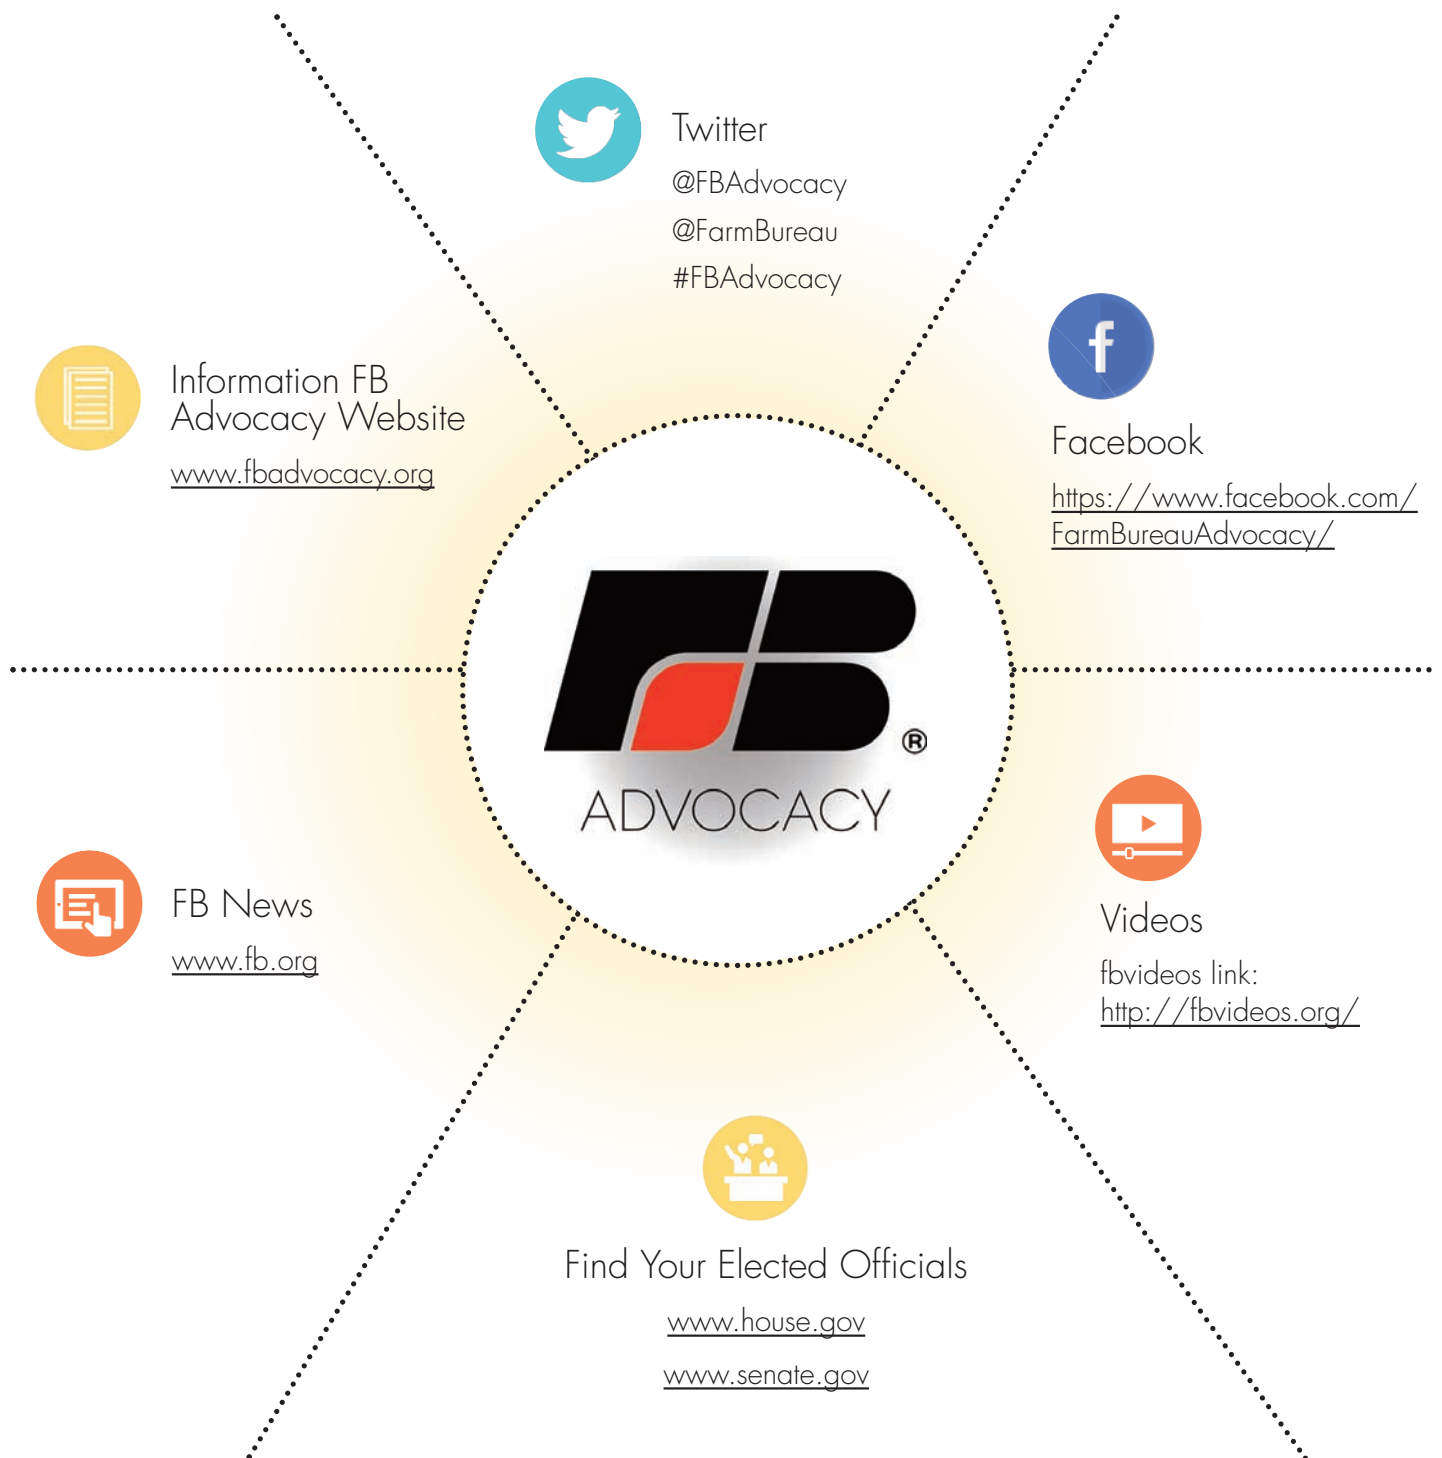 Twitter
@FBAdvocacy
@FarmBureau
#FBAdvocacy
Information FB
Advocacy Website
www.fbadvocacy.org
Facebook
https://www.facebook.com/
FarmBureauAdvocacy/
FB®
ADVOCACY
FB News
www.fb.org
Videos
fbvideos link:
http://fbvideos.org/
Find Your Elected Officials
www.house.gov
www.senate.gov